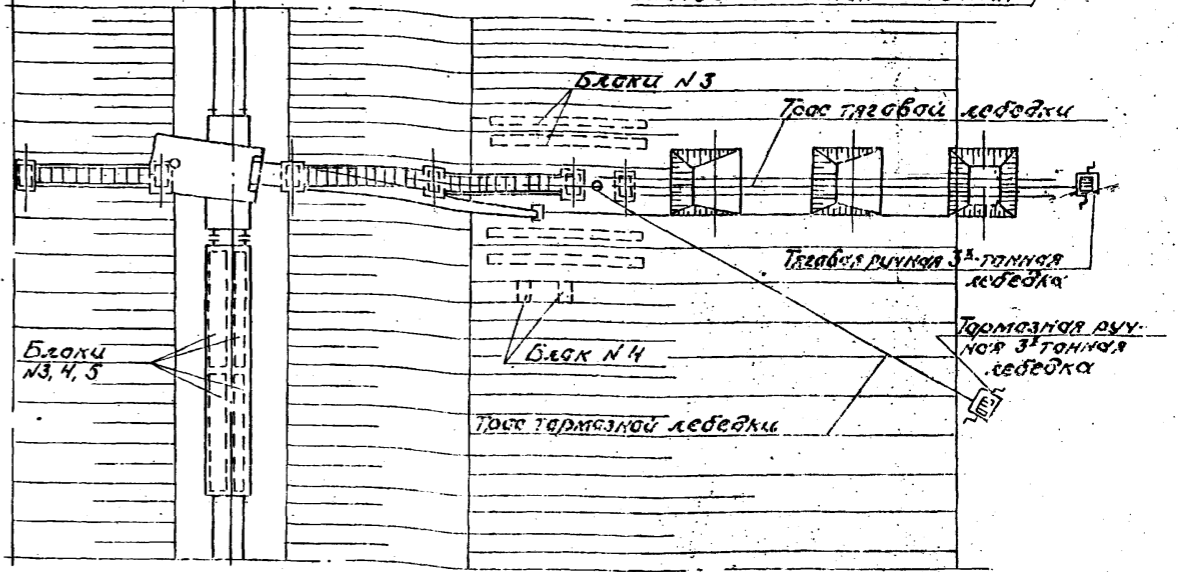 Блоки N3
Трос тяговой лебедки
Тяговая ручная 3х-тонная
лебедка
Тормозная руч-
ная 3х тонная
лебедка
Блоки
N3, 4, 5
Блок N4
Трос тормозной лебедки